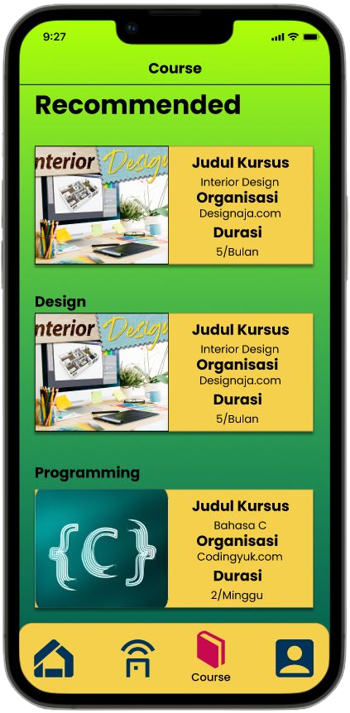 9:27
Course
Recommended
nterior Design
Judul Kursus
Interior Design
Organisasi
Designaja.com
Durasi
5/Bulan
Design
nterior Design
Judul Kursus
Interior Design
Organisasi
Designaja.com
Durasi
5/Bulan
Programming
{C}
Judul Kursus
Bahasa C
Organisasi
Codingyuk.com
Durasi
2/Minggu
Course